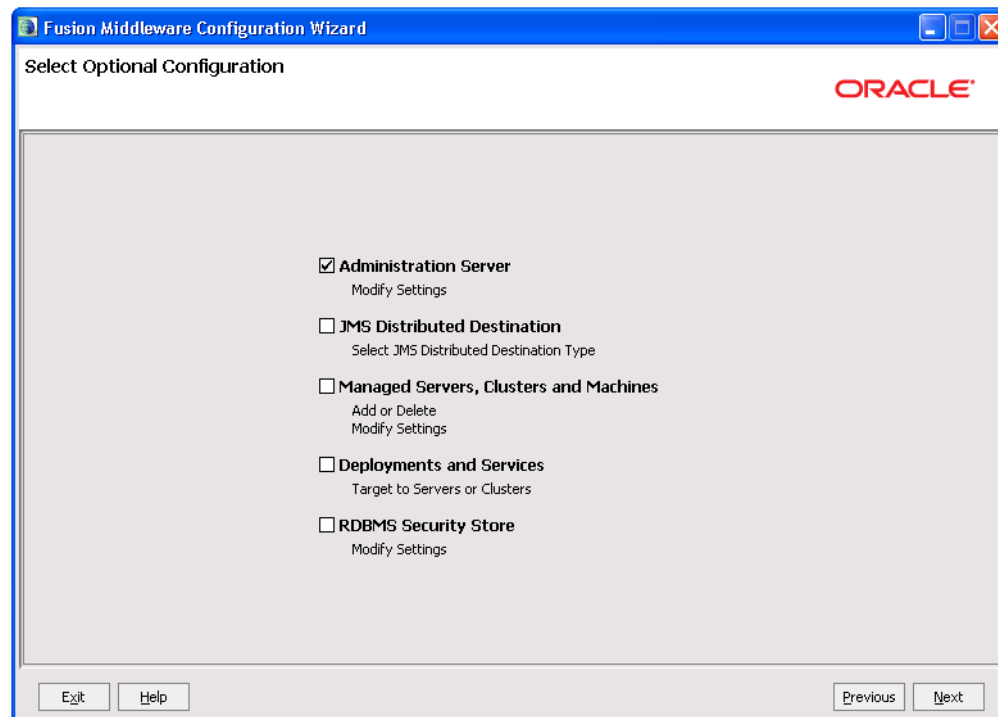 Fusion Middleware Configuration Wizard
Select Optional Configuration
ORACLE
Administration Server
Modify Settings
JMS Distributed Destination
Select JMS Distributed Destination Type
Managed Servers, Clusters and Machines
Add or Delete
Modify Settings
Deployments and Services
Target to Servers or Clusters
RDBMS Security Store
Modify Settings
Exit
Help
Previous
Next